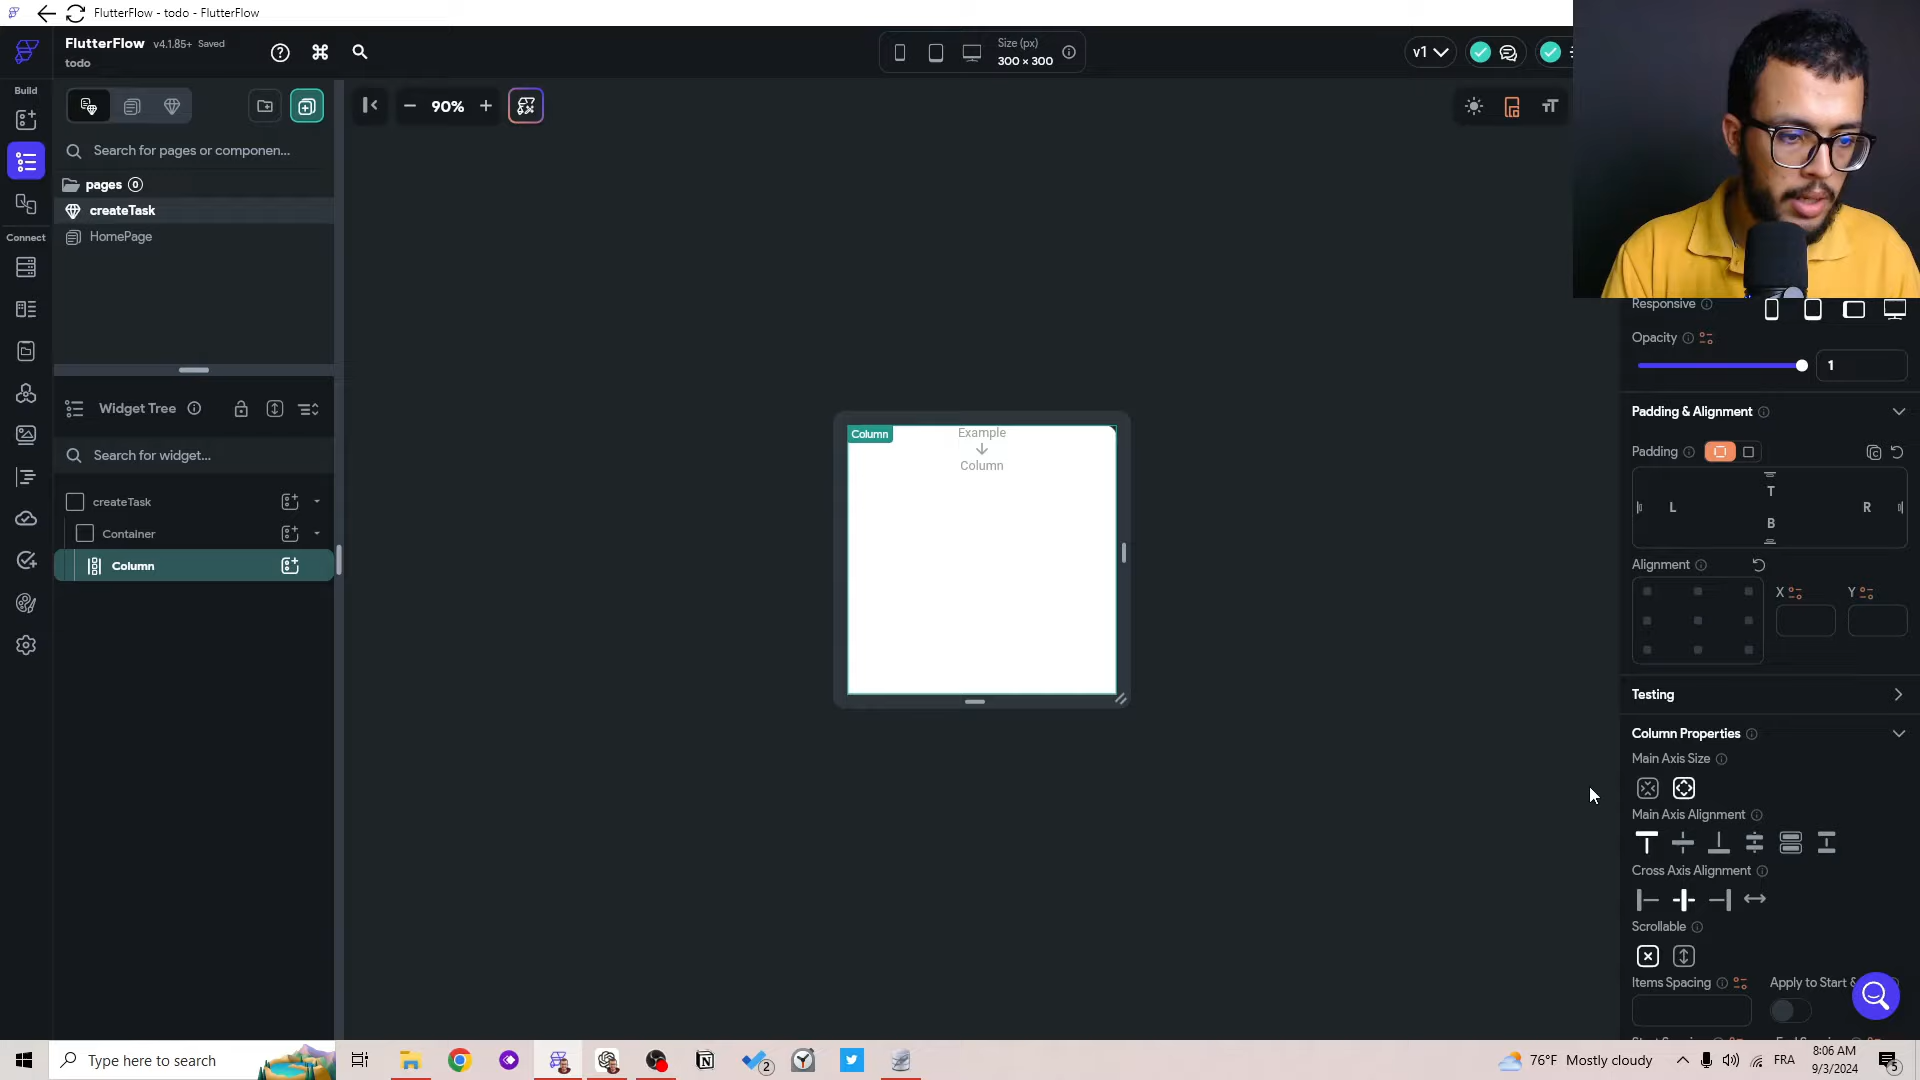 FlutterFlow - todo - FlutterFlow
FlutterFlow v4.1.85+ Saved
todo
Size (px)
300 × 300
v1
Build
90%
Search for pages or componen...
pages 0
createTask
HomePage
Connect
Widget Tree
Search for widget...
createTask
Container
Column
Column
Example
Column
Responsive
Opacity
1
Padding & Alignment
Padding
T
L
R
B
Alignment
X
Y
Testing
Column Properties
Main Axis Size
Main Axis Alignment
Cross Axis Alignment
Scrollable
Items Spacing
Apply to Start &
Type here to search
2
76°F Mostly cloudy
FRA
8:06 AM
9/3/2024
5